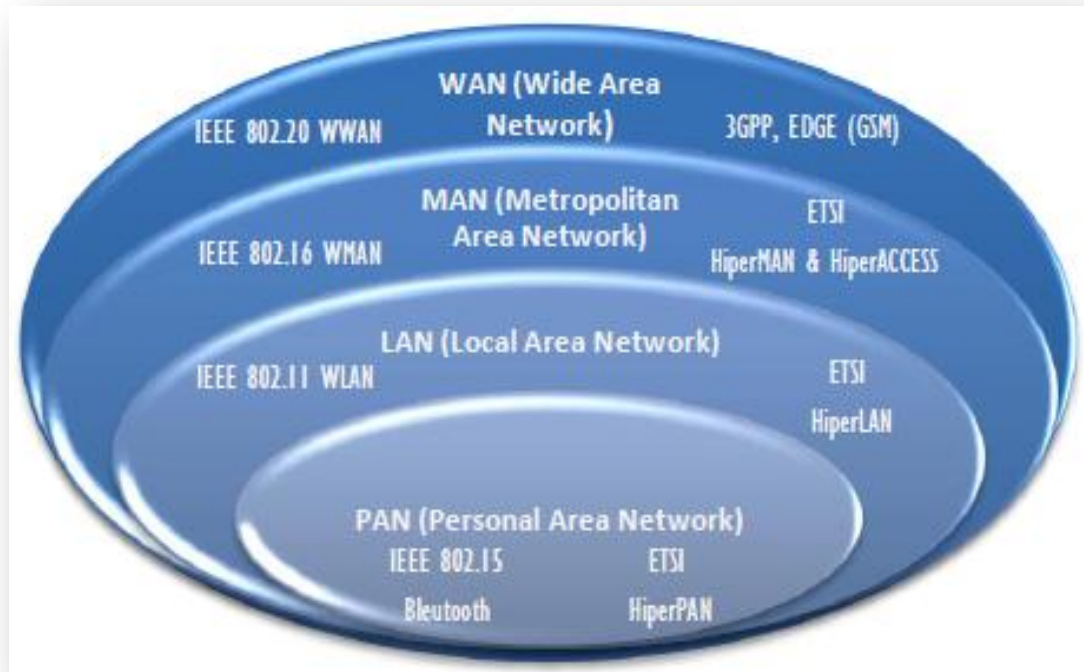 WAN (Wide Area
Network)
IEEE 802.20 WWAN
3GPP, EDGE (GSM)
MAN (Metropolitan
Area Network)
IEEE 802.16 WMAN
ETSI
HiperMAN & HiperACCESS
LAN (Local Area Network)
IEEE 802.11 WLAN
ETSI
HiperLAN
PAN (Personal Area Network)
IEEE 802.15
Bleutooth
ETSI
HiperPAN